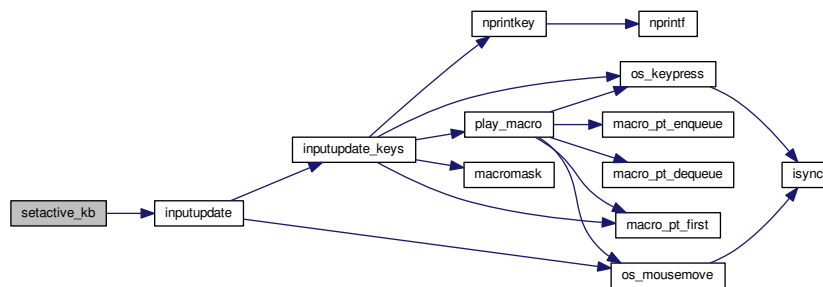 nprintkey
nprintf
os_keypress
play_macro
macro_pt_enqueue
inputupdate_keys
macromask
macro_pt_dequeue
isync
setactive_kb
inputupdate
macro_pt_first
os_mousemove